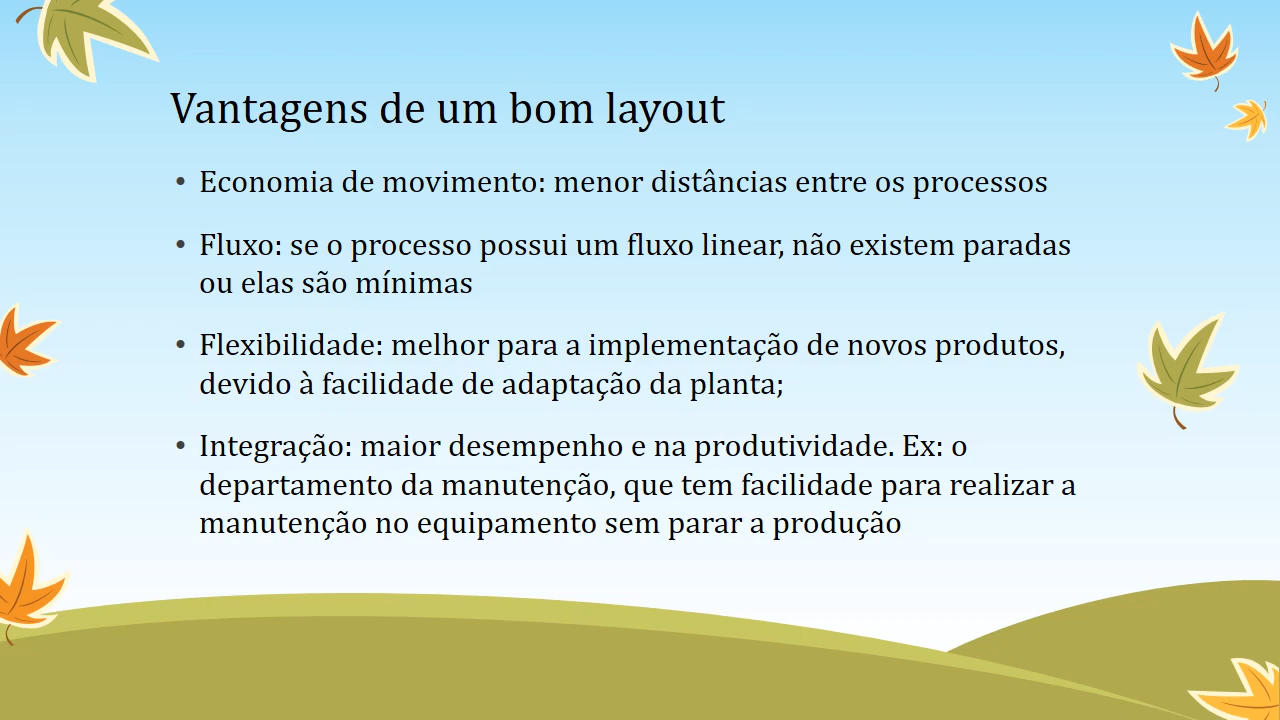 Vantagens de um bom layout
• Economia de movimento: menor distâncias entre os processos
• Fluxo: se o processo possui um fluxo linear, não existem paradas
ou elas são mínimas
• Flexibilidade: melhor para a implementação de novos produtos,
devido à facilidade de adaptação da planta;
• Integração: maior desempenho e na produtividade. Ex: o
departamento da manutenção, que tem facilidade para realizar a
manutenção no equipamento sem parar a produção